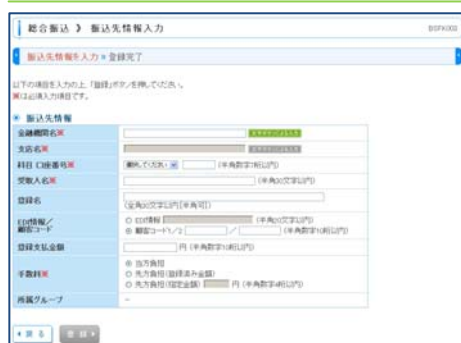 総合振込 》 振込先情報入力
BSFK003
振込先情報を入力 » 登録完了
以下の項目を入力の上、「登録」ボタンを押してください。
※は必須入力項目です。
振込先情報
金融機関名※
支店名※
科目 口座番号※ 選択してください (半角数字7桁以内)
受取人名※ (半角30文字以内)
登録名
(全角30文字以内[半角可])
EDI情報／
顧客コード
EDI情報 (半角20文字以内)
顧客コード1／2 ／ (半角数字10桁以内)
登録支払金額 円 (半角数字10桁以内)
手数料※
当方負担
先方負担(登録済み金額)
先方負担(指定金額) 円 (半角数字4桁以内)
所属グループ －
戻る 登録